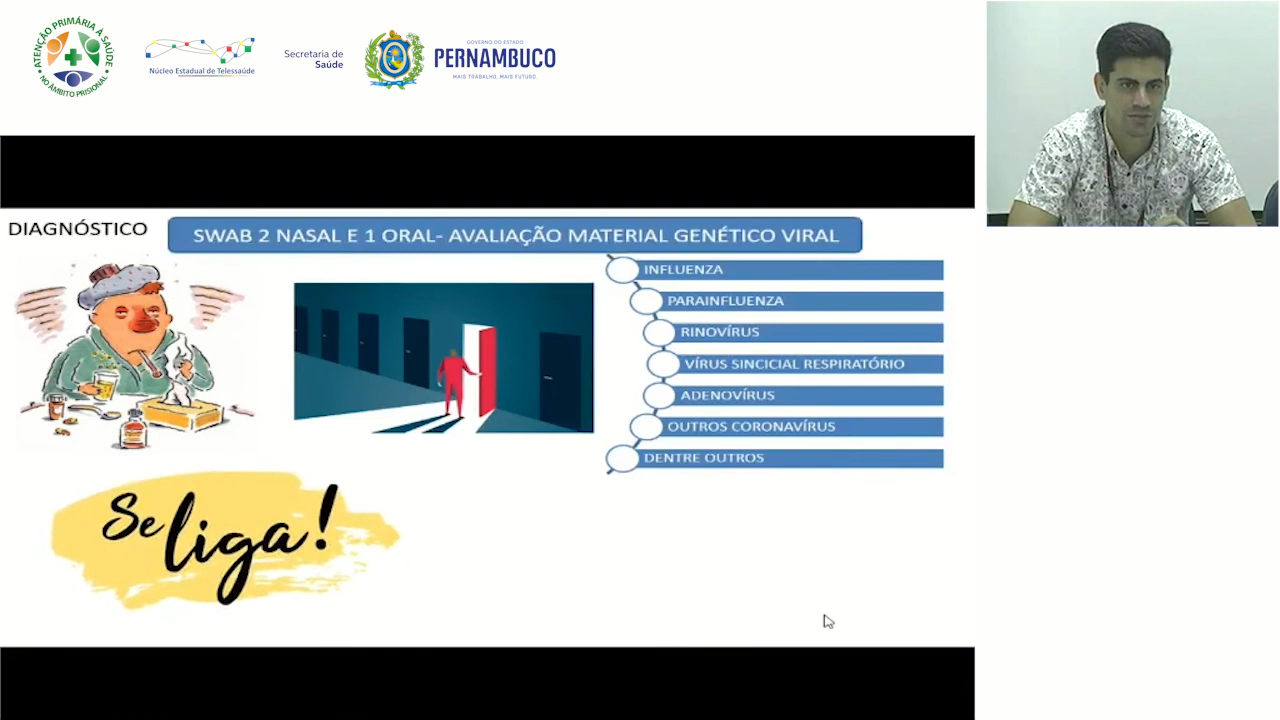 ATENÇÃO PRIMÁRIA À SAÚDE
NO ÂMBITO PRISIONAL
Núcleo Estadual de Telessaúde
Secretaria de
Saúde
GOVERNO DO ESTADO
PERNAMBUCO
MAIS TRABALHO, MAIS FUTURO.
DIAGNÓSTICO
SWAB 2 NASAL E 1 ORAL- AVALIAÇÃO MATERIAL GENÉTICO VIRAL
INFLUENZA
PARAINFLUENZA
RINOVÍRUS
VÍRUS SINCICIAL RESPIRATÓRIO
ADENOVÍRUS
OUTROS CORONAVÍRUS
DENTRE OUTROS
Se liga!